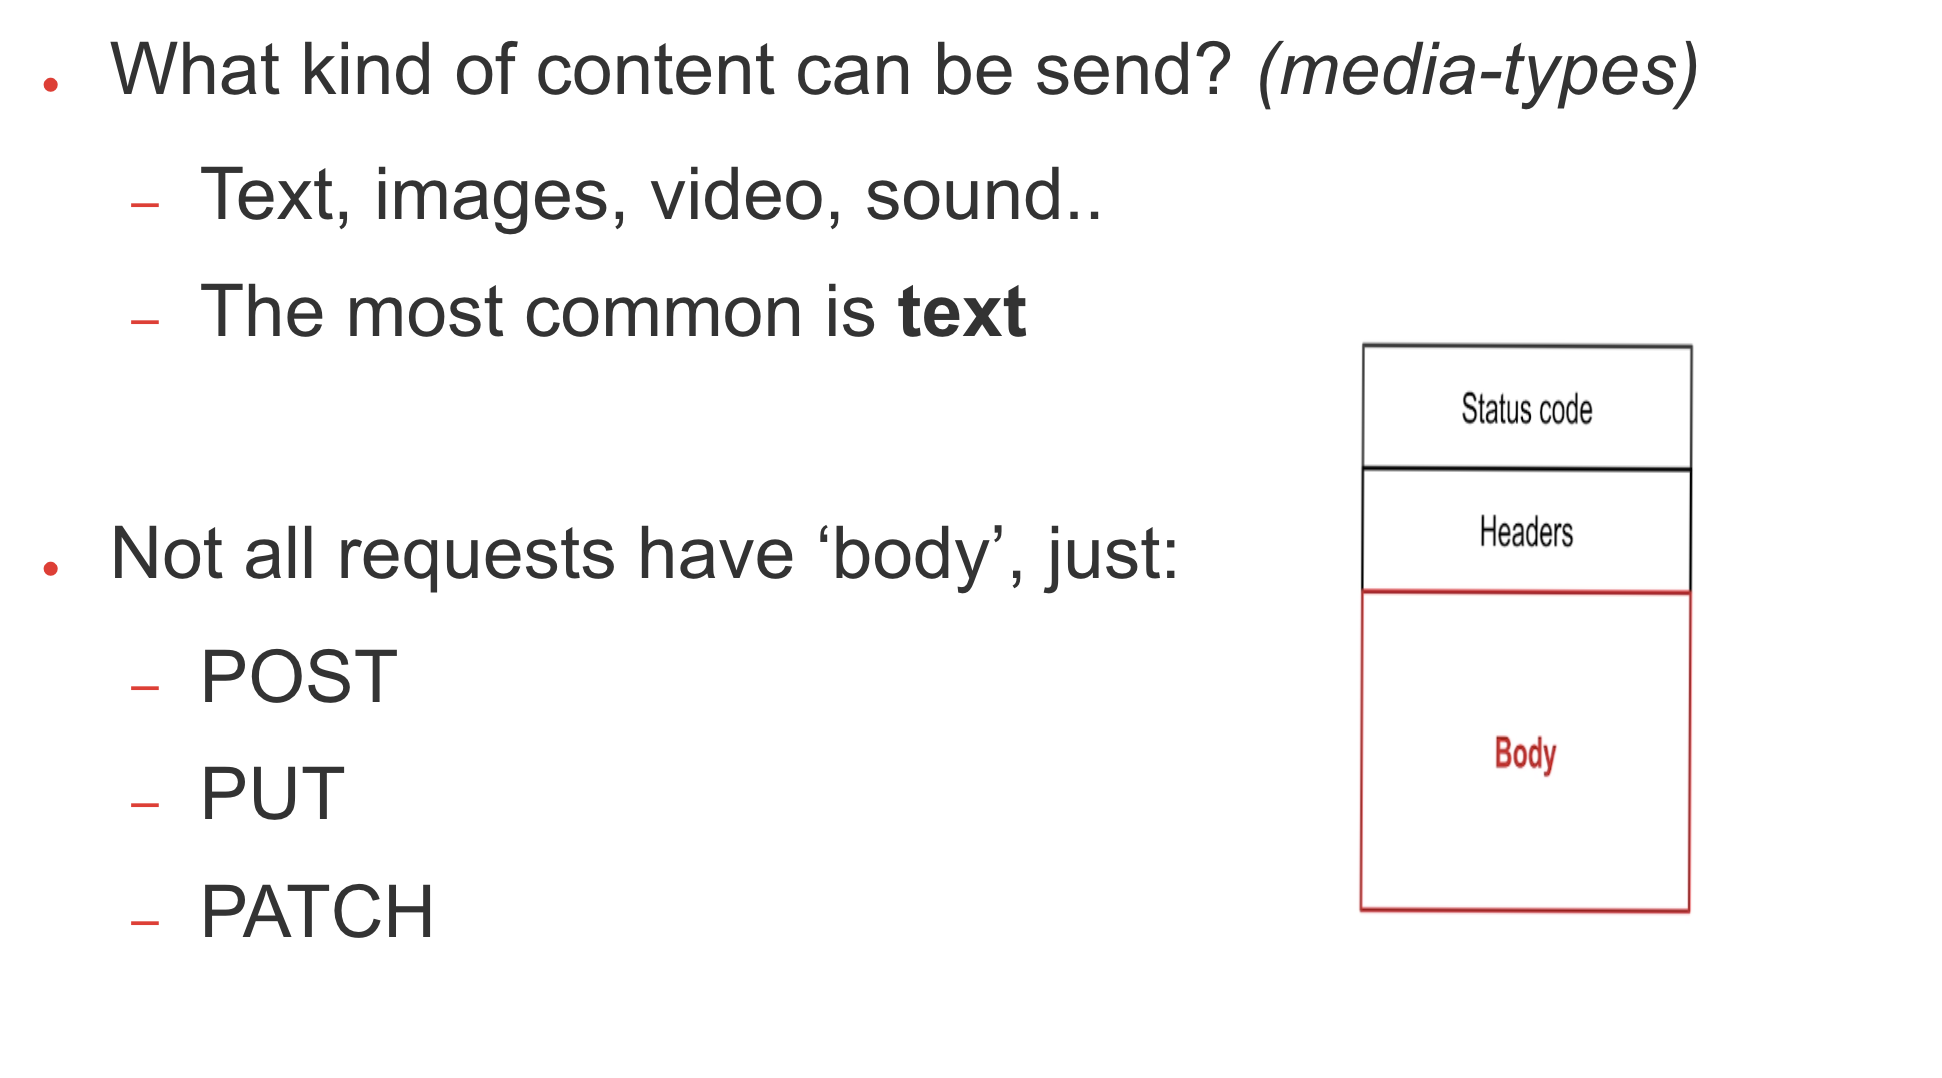 • What kind of content can be send? (media-types)
– Text, images, video, sound..
– The most common is text
• Not all requests have ‘body’, just:
– POST
– PUT
– PATCH
Status code
Headers
Body